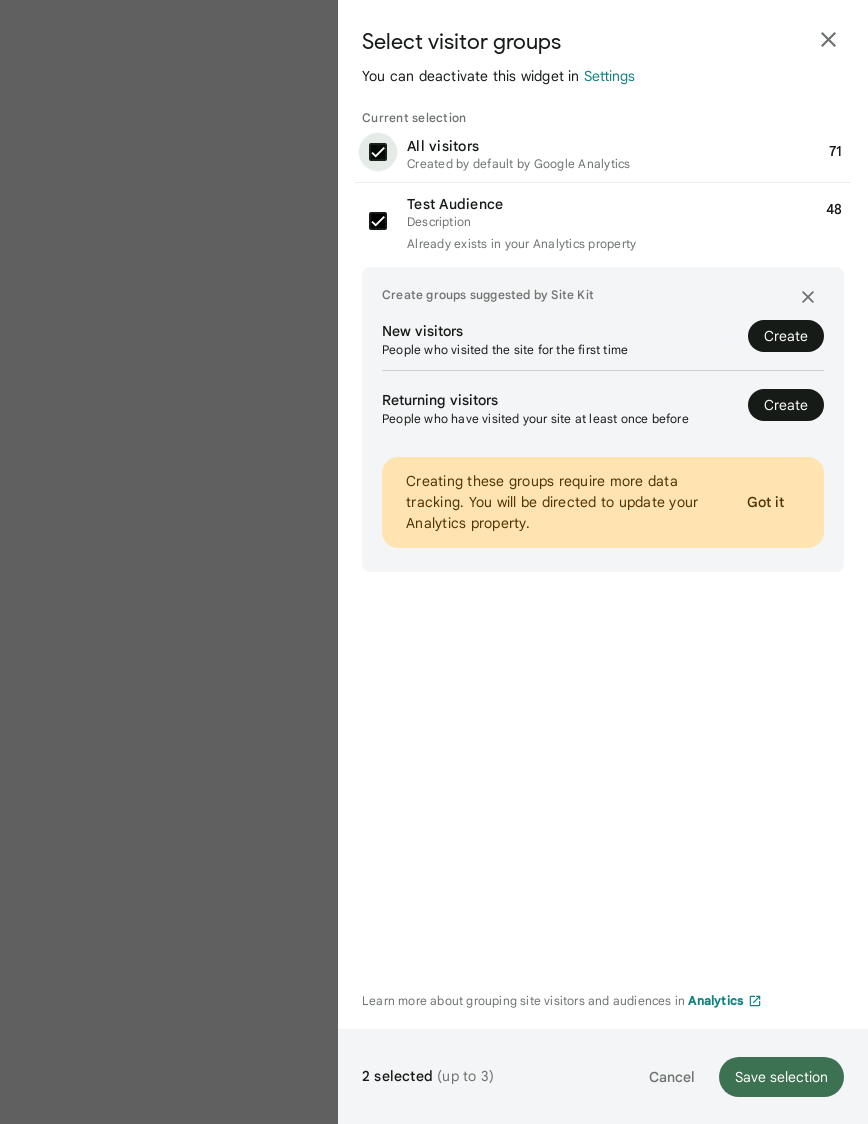 Select visitor groups
You can deactivate this widget in Settings
Current selection
All visitors 71
Created by default by Google Analytics
Test Audience 48
Description
Already exists in your Analytics property
Create groups suggested by Site Kit
New visitors Create
People who visited the site for the first time
Returning visitors Create
People who have visited your site at least once before
Creating these groups require more data
tracking. You will be directed to update your Got it
Analytics property.
Learn more about grouping site visitors and audiences in Analytics
2 selected (up to 3) Cancel Save selection